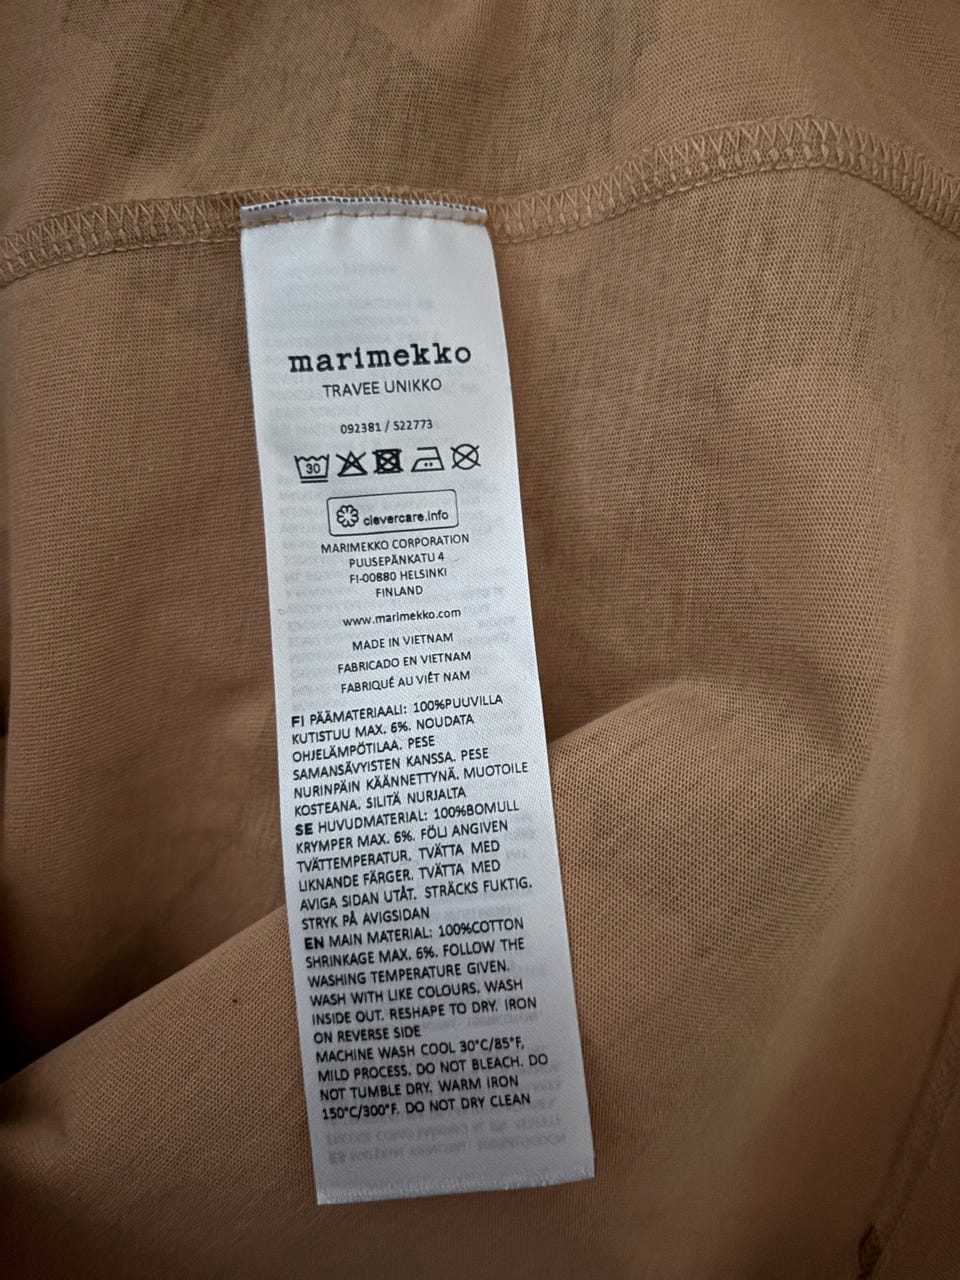 marimekko
TRAVEE UNIKKO
092381 / 522773
30
clevercare.info
MARIMEKKO CORPORATION
PUUSEPÄNKATU 4
FI-00880 HELSINKI
FINLAND
www.marimekko.com
MADE IN VIETNAM
FABRICADO EN VIETNAM
FABRIQUÉ AU VIÊT NAM
FI PÄÄMATERIAALI: 100%PUUVILLA
KUTISTUU MAX. 6%. NOUDATA
OHJELÄMPÖTILAA. PESE
SAMANSÄVYISTEN KANSSA. PESE
NURINPÄIN KÄÄNNETTYNÄ. MUOTOILE
KOSTEANA. SILITÄ NURJALTA
SE HUVUDMATERIAL: 100%BOMULL
KRYMPER MAX. 6%. FÖLJ ANGIVEN
TVÄTTEMPERATUR. TVÄTTA MED
LIKNANDE FÄRGER. TVÄTTA MED
AVIGA SIDAN UTÅT. STRÄCKS FUKTIG.
STRYK PÅ AVIGSIDAN
EN MAIN MATERIAL: 100%COTTON
SHRINKAGE MAX. 6%. FOLLOW THE
WASHING TEMPERATURE GIVEN.
WASH WITH LIKE COLOURS. WASH
INSIDE OUT. RESHAPE TO DRY. IRON
ON REVERSE SIDE
MACHINE WASH COOL 30°C/85°F,
MILD PROCESS. DO NOT BLEACH. DO
NOT TUMBLE DRY. WARM IRON
150°C/300°F. DO NOT DRY CLEAN